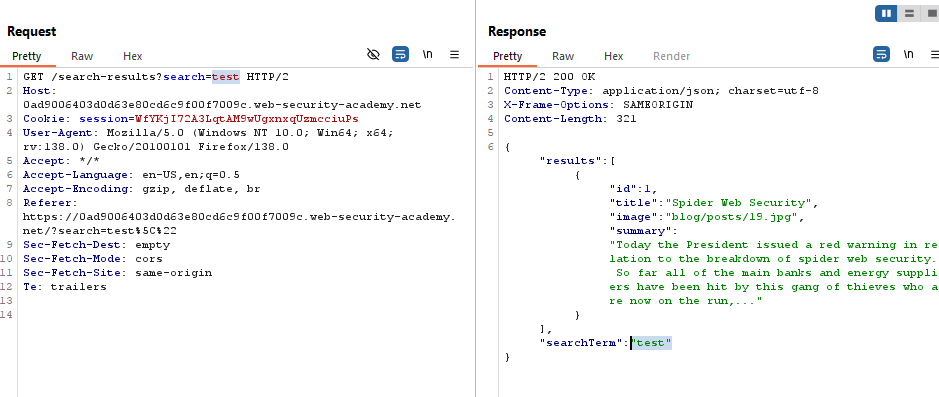 Request
Pretty Raw Hex \n
1 GET /search-results?search=test HTTP/2
2 Host:
0ad9006403d0d63e80cd6c9f00f7009c.web-security-academy.net
3 Cookie: session=WfYKjI72A3LqtAM9wUgxnxqUzmcciuPs
4 User-Agent: Mozilla/5.0 (Windows NT 10.0; Win64; x64;
rv:138.0) Gecko/20100101 Firefox/138.0
5 Accept: */*
6 Accept-Language: en-US,en;q=0.5
7 Accept-Encoding: gzip, deflate, br
8 Referer:
https://0ad9006403d0d63e80cd6c9f00f7009c.web-security-academy.
net/?search=test%5C%22
9 Sec-Fetch-Dest: empty
10 Sec-Fetch-Mode: cors
11 Sec-Fetch-Site: same-origin
12 Te: trailers
13
14
Response
Pretty Raw Hex Render \n
1 HTTP/2 200 OK
2 Content-Type: application/json; charset=utf-8
3 X-Frame-Options: SAMEORIGIN
4 Content-Length: 321
5
6 {
"results":[
{
"id":1,
"title":"Spider Web Security",
"image":"blog/posts/19.jpg",
"summary":
"Today the President issued a red warning in re
lation to the breakdown of spider web security.
So far all of the main banks and energy suppli
ers have been hit by this gang of thieves who a
re now on the run,..."
}
],
"searchTerm":"test"
}